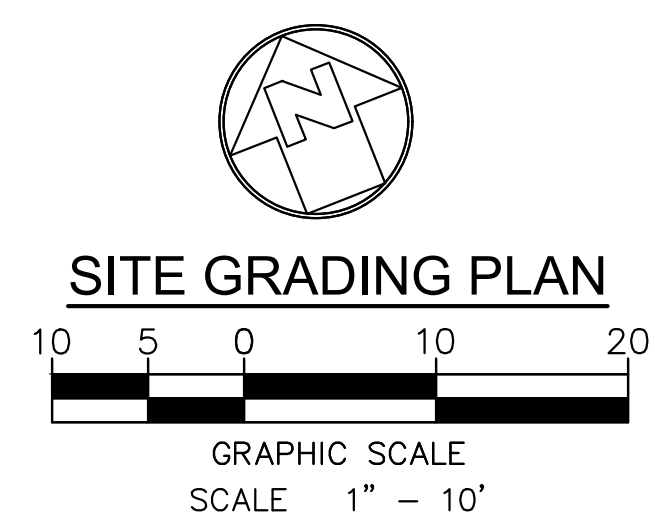 N
SITE GRADING PLAN
10 5 0 10 20
GRAPHIC SCALE
SCALE 1” – 10’